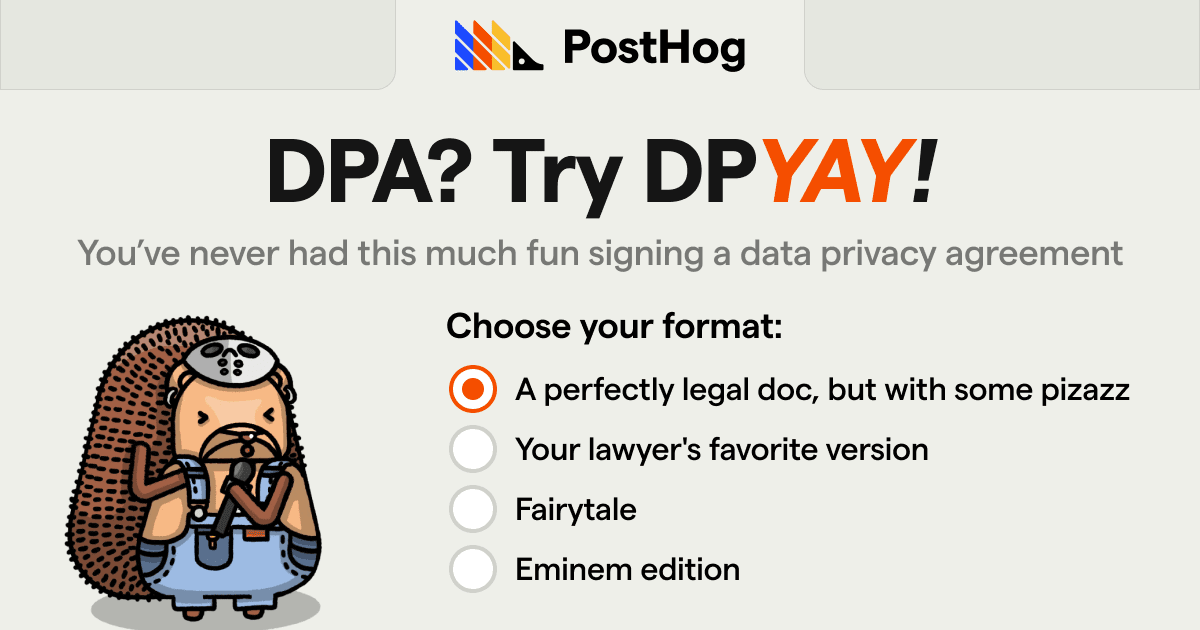 PostHog
DPA? Try DPYAY!
You’ve never had this much fun signing a data privacy agreement
Choose your format:
A perfectly legal doc, but with some pizazz
Your lawyer's favorite version
Fairytale
Eminem edition